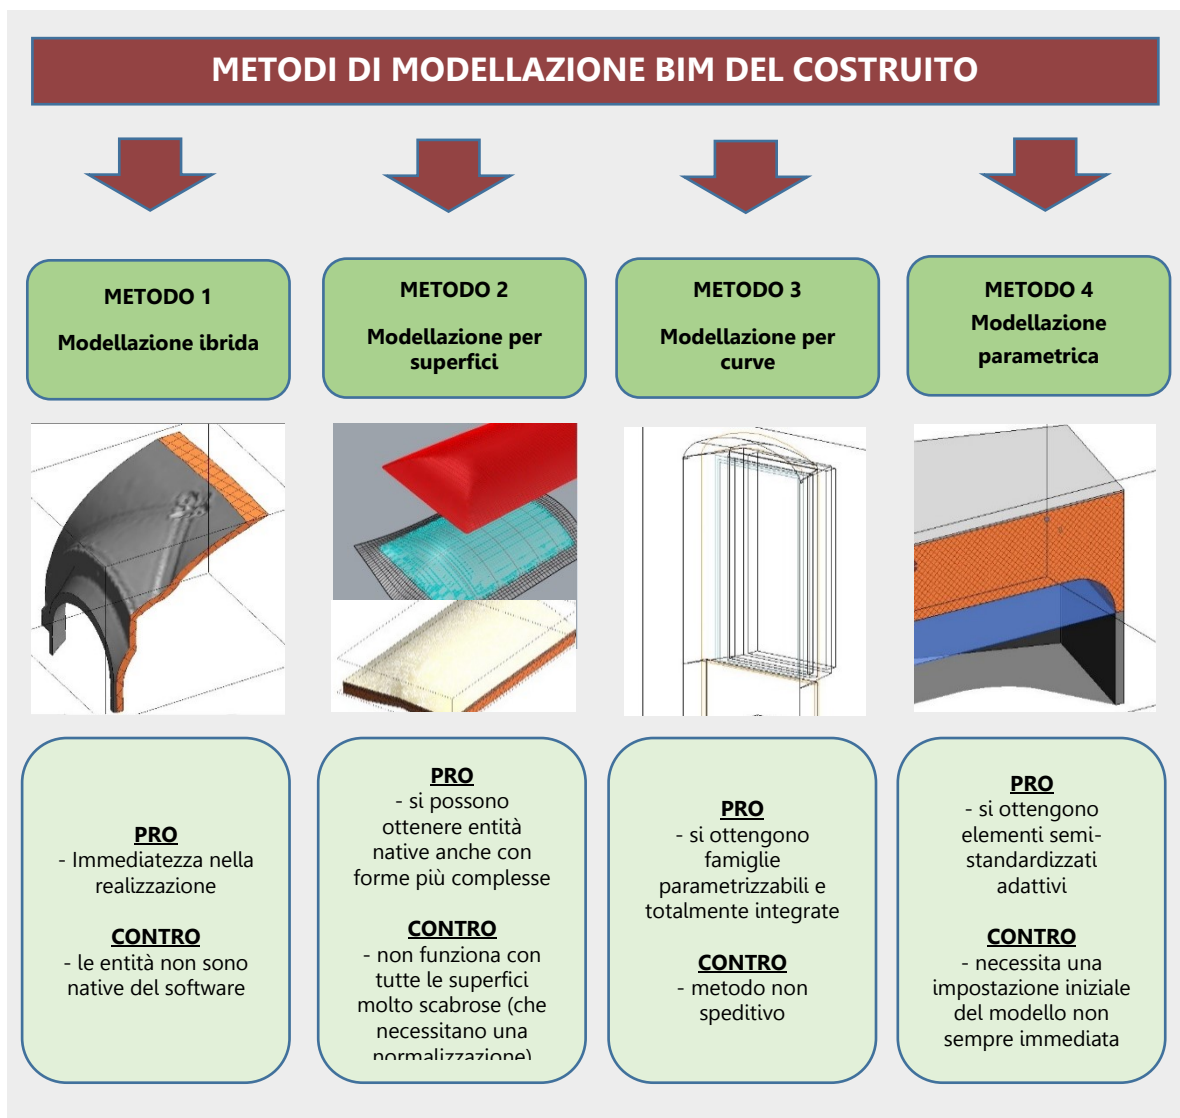 METODI DI MODELLAZIONE BIM DEL COSTRUITO
METODO 1
Modellazione ibrida
METODO 2
Modellazione per
superfici
METODO 3
Modellazione per
curve
METODO 4
Modellazione
parametrica
PRO
- Immediatezza nella
realizzazione
CONTRO
- le entità non sono
native del software
PRO
- si possono
ottenere entità
native anche con
forme più complesse
CONTRO
- non funziona con
tutte le superfici
molto scabrose (che
necessitano una
normalizzazione)
PRO
- si ottengono
famiglie
parametrizzabili e
totalmente integrate
CONTRO
- metodo non
speditivo
PRO
- si ottengono
elementi semi-
standardizzati
adattivi
CONTRO
- necessita una
impostazione iniziale
del modello non
sempre immediata